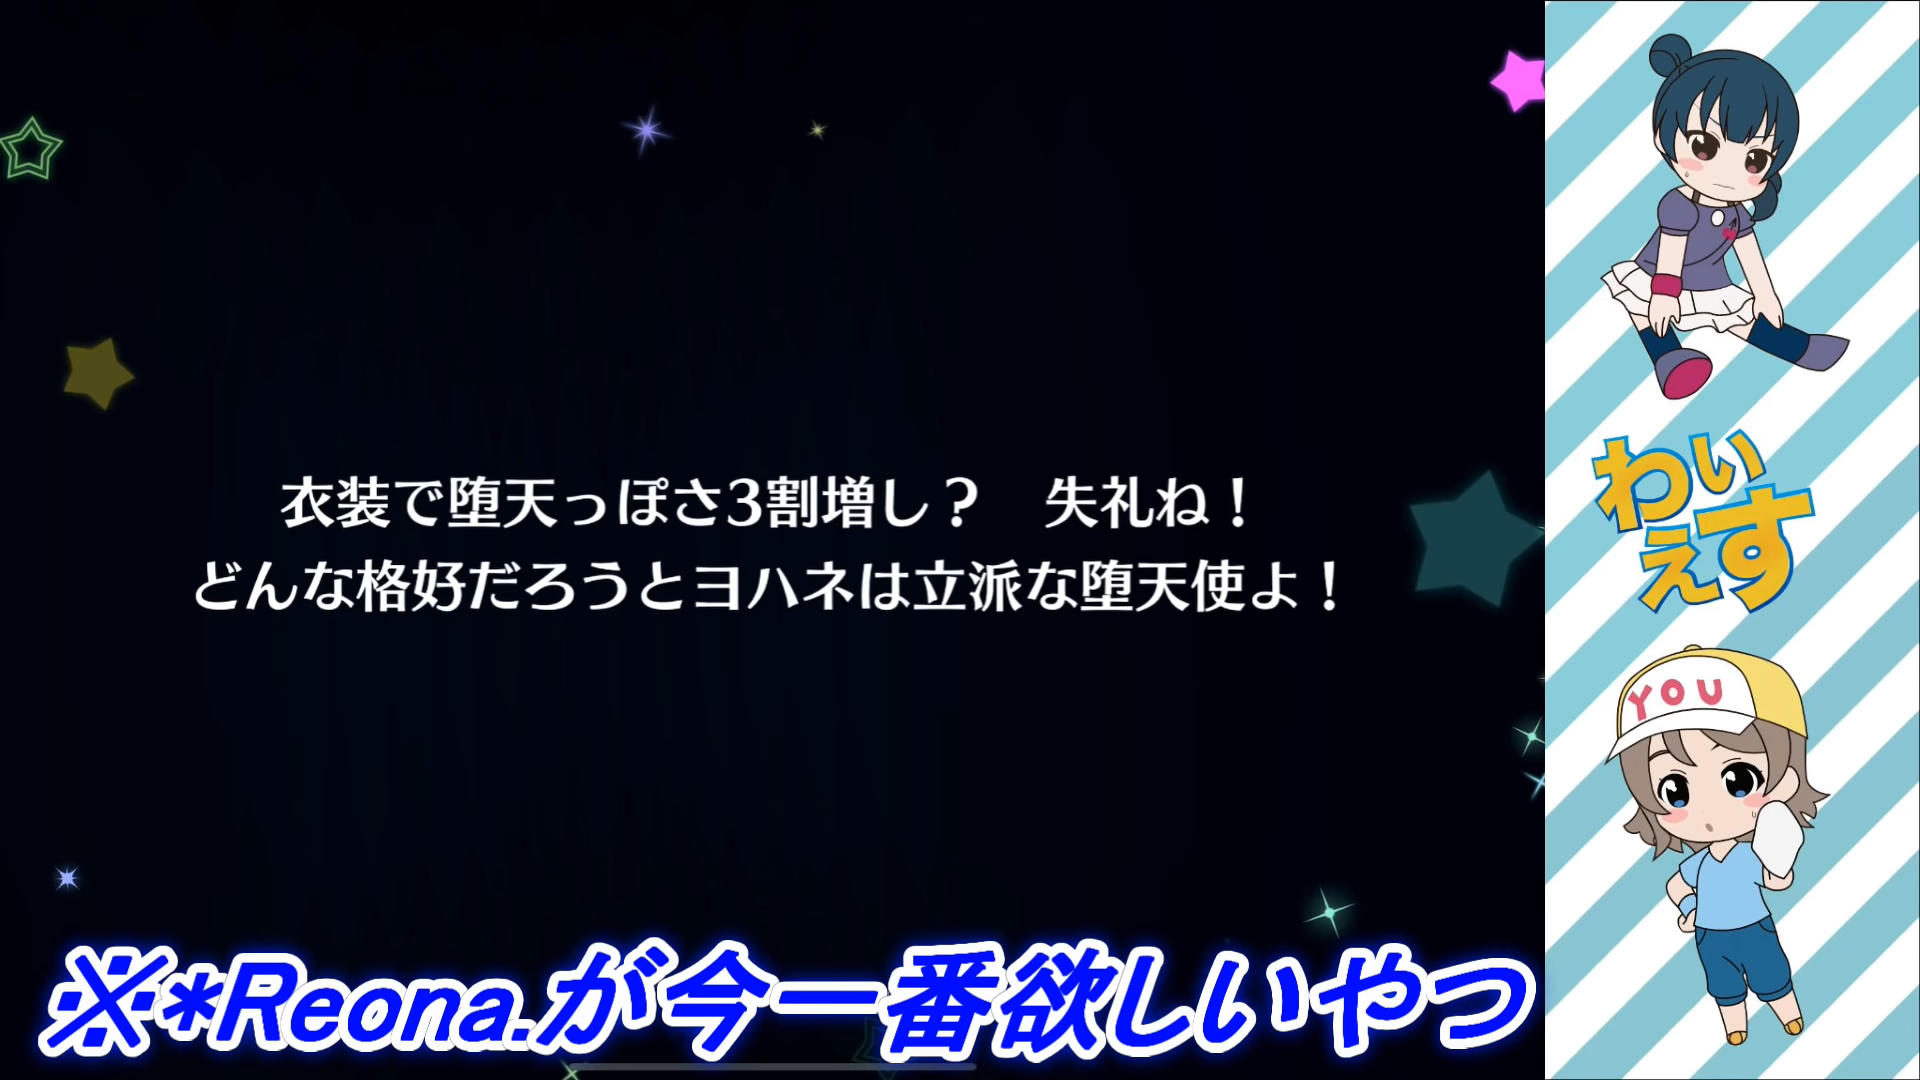 衣装で堕天っぽさ3割増し？　失礼ね！
どんな格好だろうとヨハネは立派な堕天使よ！
※*Reona.が今一番欲しいやつ
わい
えす
YOU